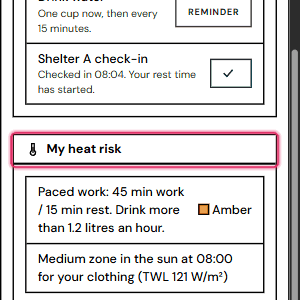 One cup now, then every
15 minutes.
REMINDER
Shelter A check-in
Checked in 08:04. Your rest time
has started.
My heat risk
Paced work: 45 min work
/ 15 min rest. Drink more
than 1.2 litres an hour.
Amber
Medium zone in the sun at 08:00
for your clothing (TWL 121 W/m²)